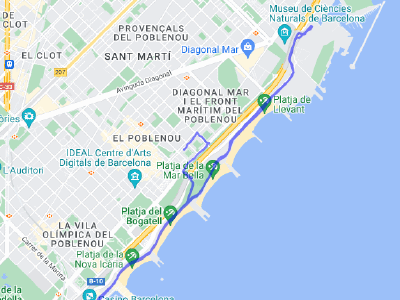 Museu de Ciències
Naturals de Barcelona
PROVENÇALS
DEL POBLENOU
EL CLOT
Diagonal Mar
SANT MARTÍ
207
Avinguda Diagonal
C-33
DIAGONAL MAR
I EL FRONT
MARÍTIM DEL
POBLENOU
Platja de
Llevant
EL POBLENOU
IDEAL Centre d'Arts
Digitals de Barcelona
L'Auditori
Platja de la
Mar Bella
LA VILA
OLÍMPICA DEL
POBLENOU
Platja del
Bogatell
Carrer de la Marina
Platja de la
Nova Icària
B-10
Casino Barcelona